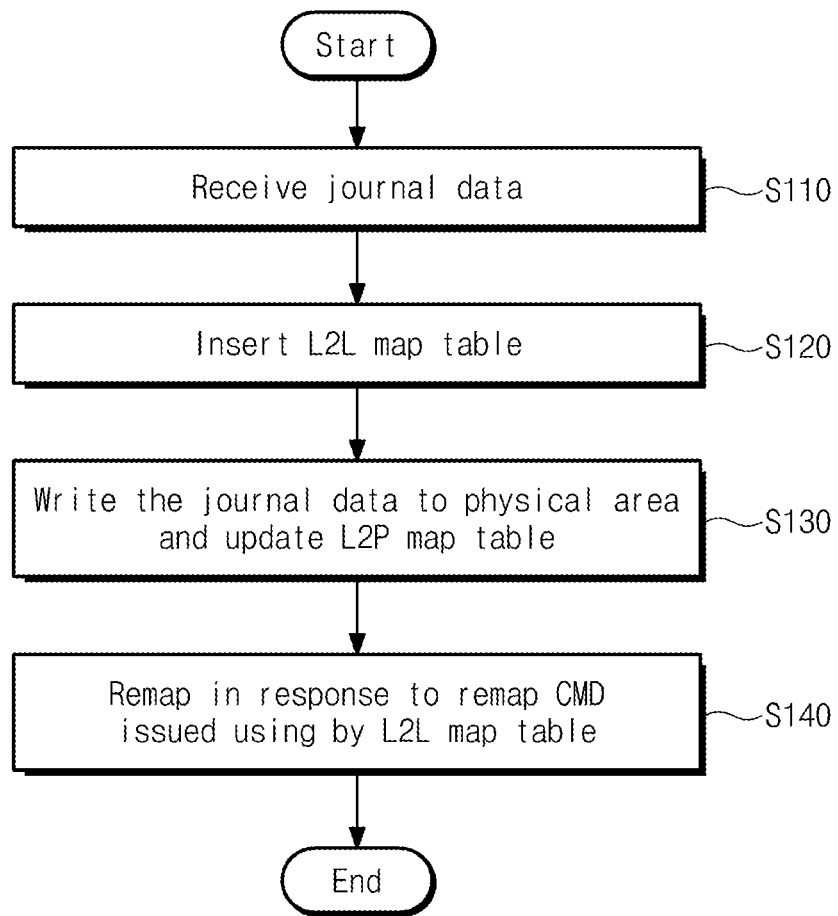 Start
Receive journal data
S110
Insert L2L map table
S120
Write the journal data to physical area
and update L2P map table
S130
Remap in response to remap CMD
issued using by L2L map table
S140
End